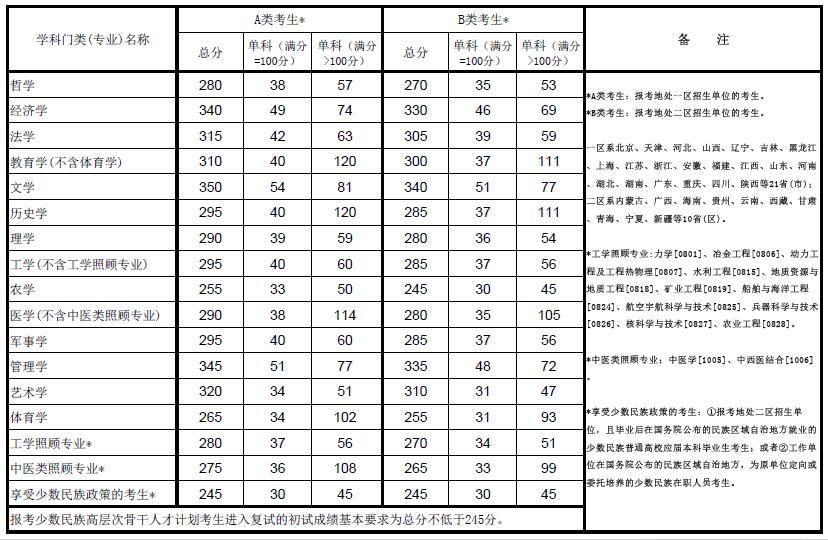 学科门类(专业)名称 A类考生* B类考生* 备 注
总分 单科(满分=100分) 单科(满分>100分) 总分 单科(满分=100分) 单科(满分>100分)
哲学 280 38 57 270 35 53
经济学 340 49 74 330 46 69
法学 315 42 63 305 39 59
教育学(不含体育学) 310 40 120 300 37 111
文学 350 54 81 340 51 77
历史学 295 40 120 285 37 111
理学 290 39 59 280 36 54
工学(不含工学照顾专业) 295 40 60 285 37 56
农学 255 33 50 245 30 45
医学(不含中医类照顾专业) 290 38 114 280 35 105
军事学 295 40 60 285 37 56
管理学 345 51 77 335 48 72
艺术学 320 34 51 310 31 47
体育学 265 34 102 255 31 93
工学照顾专业* 280 37 56 270 34 51
中医类照顾专业* 275 36 108 265 33 99
享受少数民族政策的考生* 245 30 45 245 30 45
报考少数民族高层次骨干人才计划考生进入复试的初试成绩基本要求为总分不低于245分。
*A类考生：报考地处一区招生单位的考生。
*B类考生：报考地处二区招生单位的考生。
一区系北京、天津、河北、山西、辽宁、吉林、黑龙江
、上海、江苏、浙江、安徽、福建、江西、山东、河南
、湖北、湖南、广东、重庆、四川、陕西等21省(市)；
二区系内蒙古、广西、海南、贵州、云南、西藏、甘肃
、青海、宁夏、新疆等10省(区)。
*工学照顾专业:力学[0801]、冶金工程[0806]、动力工
程及工程热物理[0807]、水利工程[0815]、地质资源与
地质工程[0818]、矿业工程[0819]、船舶与海洋工程
[0824]、航空宇航科学与技术[0825]、兵器科学与技术
[0826]、核科学与技术[0827]、农业工程[0828]。
*中医类照顾专业：中医学[1005]、中西医结合[1006]
。
*享受少数民族政策的考生：①报考地处二区招生单
位，且毕业后在国务院公布的民族区域自治地方就业的
少数民族普通高校应届本科毕业生考生；或者②工作单
位在国务院公布的民族区域自治地方，为原单位定向或
委托培养的少数民族在职人员考生。